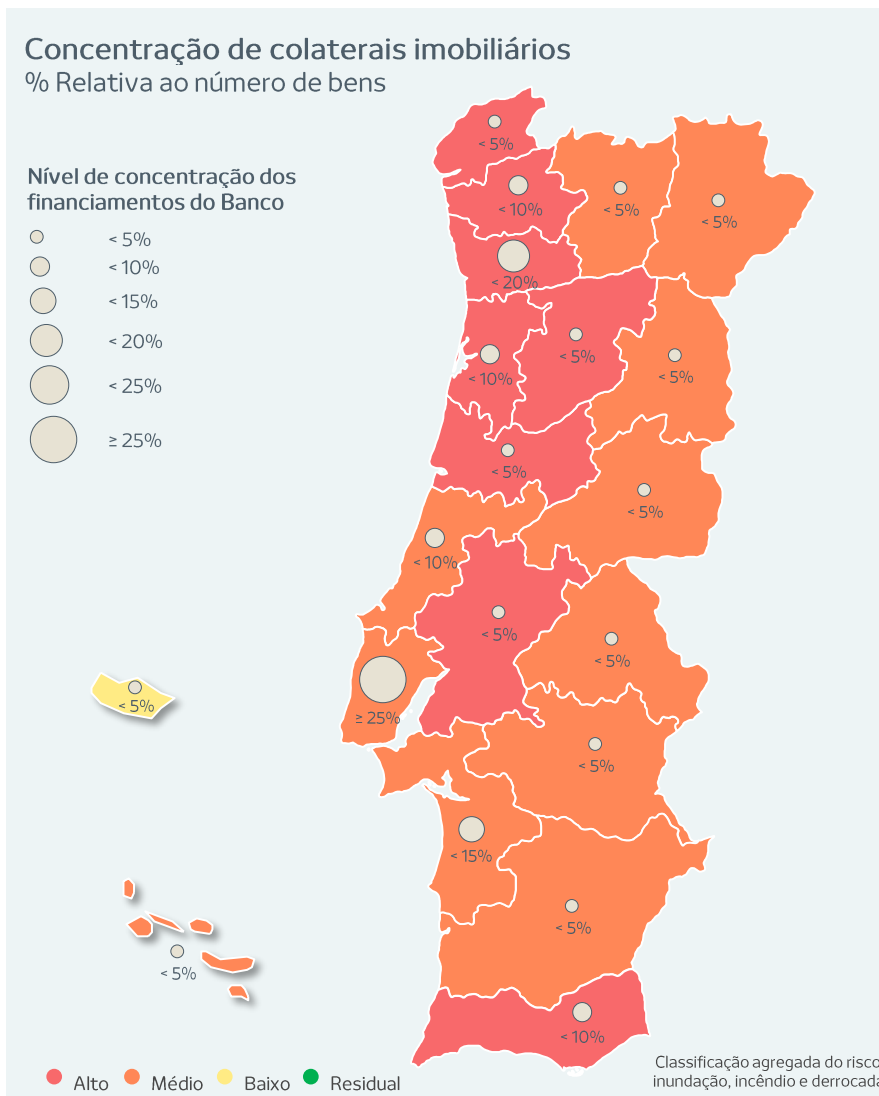 Concentração de colaterais imobiliários
% Relativa ao número de bens
Nível de concentração dos
financiamentos do Banco
< 5%
< 10%
< 15%
< 20%
< 25%
≥ 25%
< 5%
< 10%
< 5%
< 5%
< 20%
< 5%
< 10%
< 5%
< 5%
< 5%
< 10%
< 5%
< 5%
< 5%
≥ 25%
< 5%
< 15%
< 5%
< 5%
< 10%
Alto
Médio
Baixo
Residual
Classificação agregada do risco
inundação, incêndio e derrocada